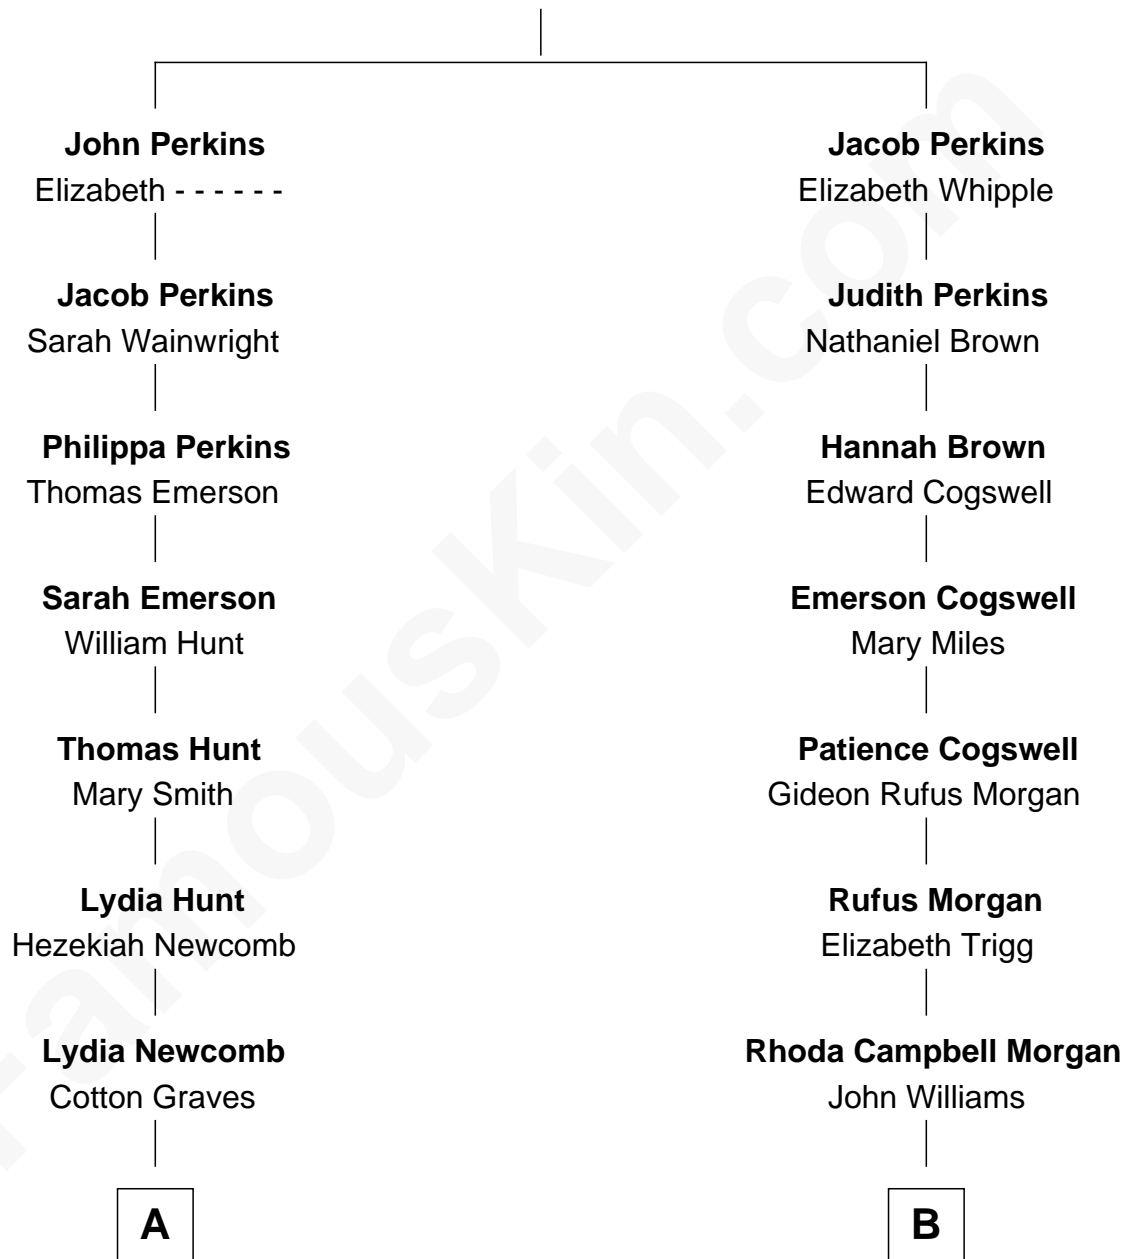 John Perkins
Elizabeth - - - - - -
Jacob Perkins
Sarah Wainwright
Philippa Perkins
Thomas Emerson
Sarah Emerson
William Hunt
Thomas Hunt
Mary Smith
Lydia Hunt
Hezekiah Newcomb
Lydia Newcomb
Cotton Graves
A
Jacob Perkins
Elizabeth Whipple
Judith Perkins
Nathaniel Brown
Hannah Brown
Edward Cogswell
Emerson Cogswell
Mary Miles
Patience Cogswell
Gideon Rufus Morgan
Rufus Morgan
Elizabeth Trigg
Rhoda Campbell Morgan
John Williams
B
FamousKin.com